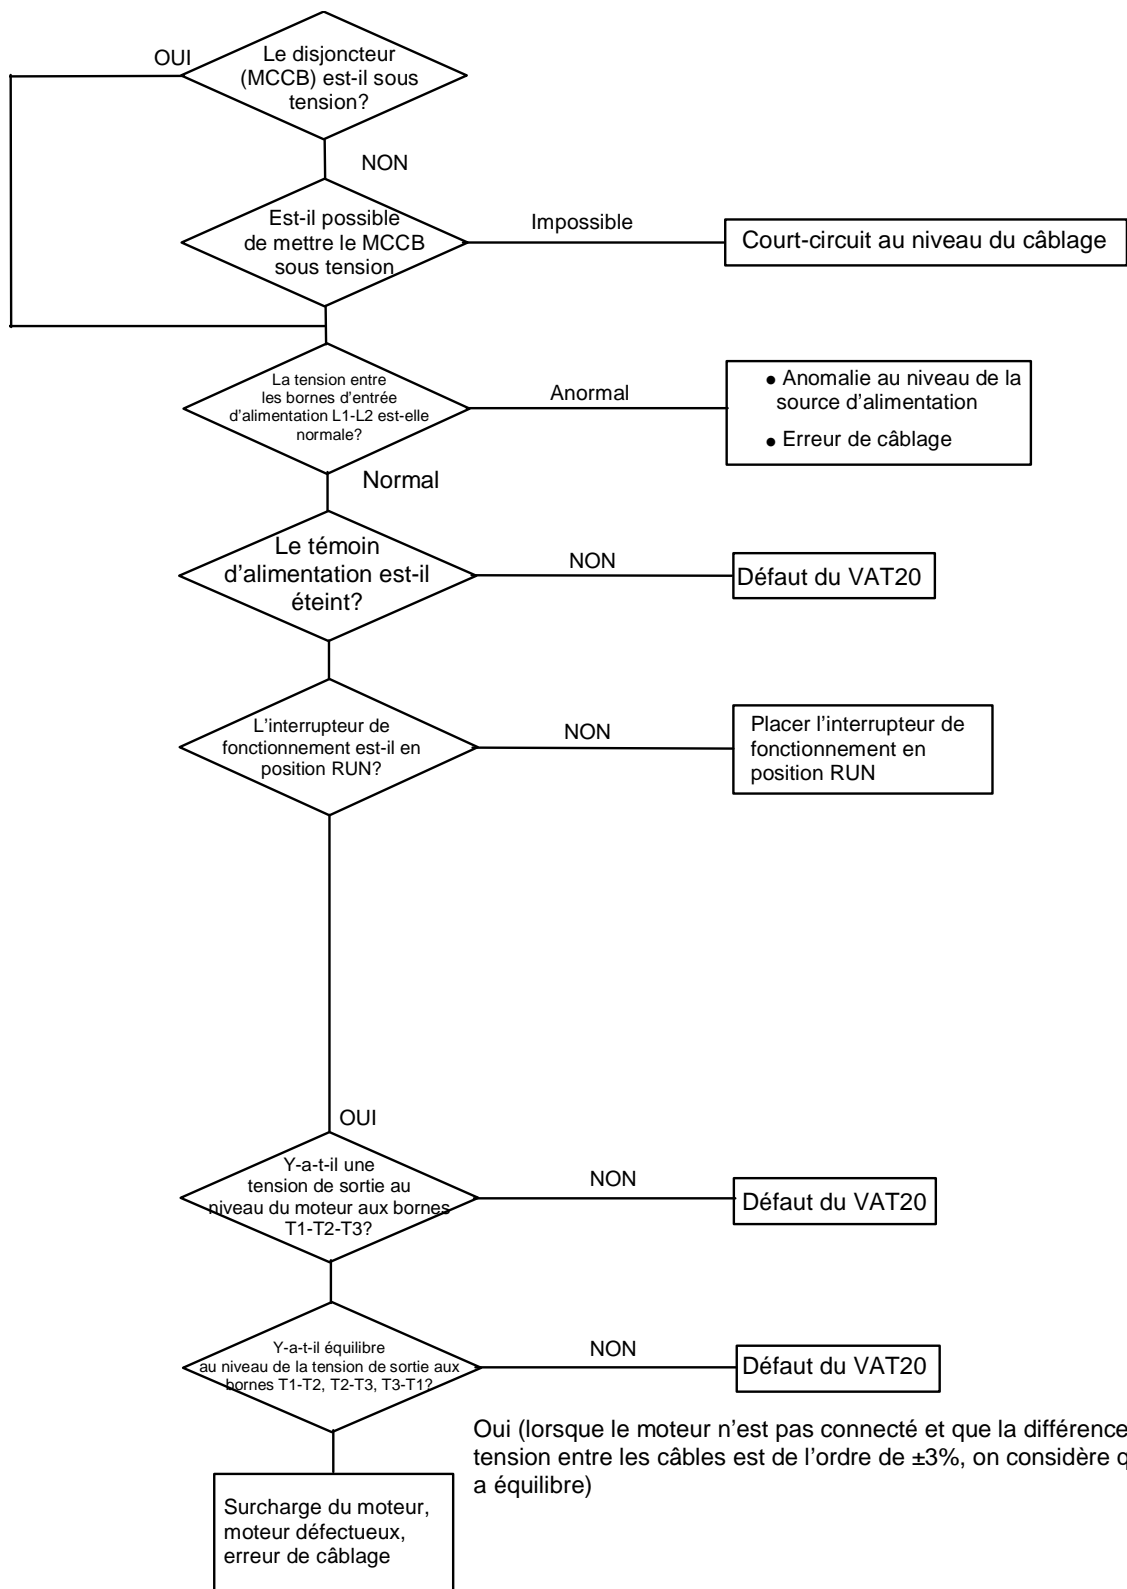 Le disjoncteur
(MCCB) est-il sous
tension?
OUI
NON
Est-il possible
de mettre le MCCB
sous tension
Impossible
Court-circuit au niveau du câblage
La tension entre
les bornes d'entrée
d'alimentation L1-L2 est-elle
normale?
Anormal
● Anomalie au niveau de la
source d'alimentation
● Erreur de câblage
Normal
Le témoin
d'alimentation est-il
éteint?
NON
Défaut du VAT20
L'interrupteur de
fonctionnement est-il en
position RUN?
NON
Placer l'interrupteur de
fonctionnement en
position RUN
OUI
Y-a-t-il une
tension de sortie au
niveau du moteur aux bornes
T1-T2-T3?
NON
Défaut du VAT20
Y-a-t-il équilibre
au niveau de la tension de sortie aux
bornes T1-T2, T2-T3, T3-T1?
NON
Défaut du VAT20
Oui (lorsque le moteur n'est pas connecté et que la différence
tension entre les câbles est de l'ordre de ±3%, on considère
a équilibre)
Surcharge du moteur,
moteur défectueux,
erreur de câblage